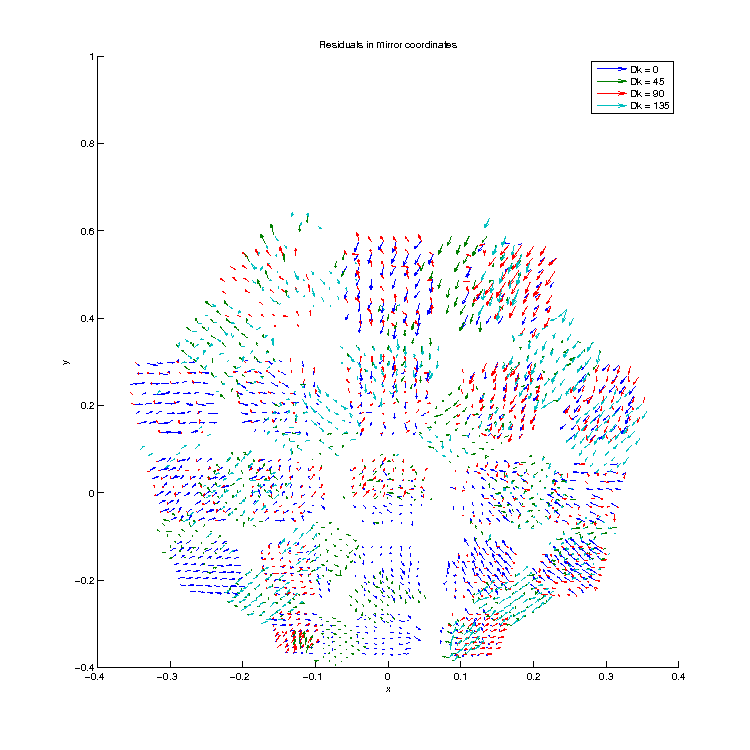 Residuals in Mirror coordinates
Dk = 0
Dk = 45
Dk = 90
Dk = 135
1
0.8
0.6
0.4
0.2
0
−0.2
−0.4
y
−0.4
−0.3
−0.2
−0.1
0
0.1
0.2
0.3
0.4
x